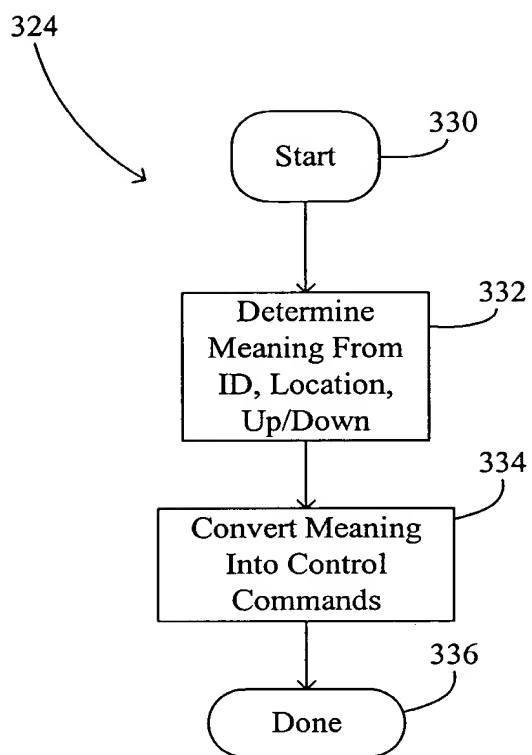 324
330
Start
332
Determine
Meaning From
ID, Location,
Up/Down
334
Convert Meaning
Into Control
Commands
336
Done